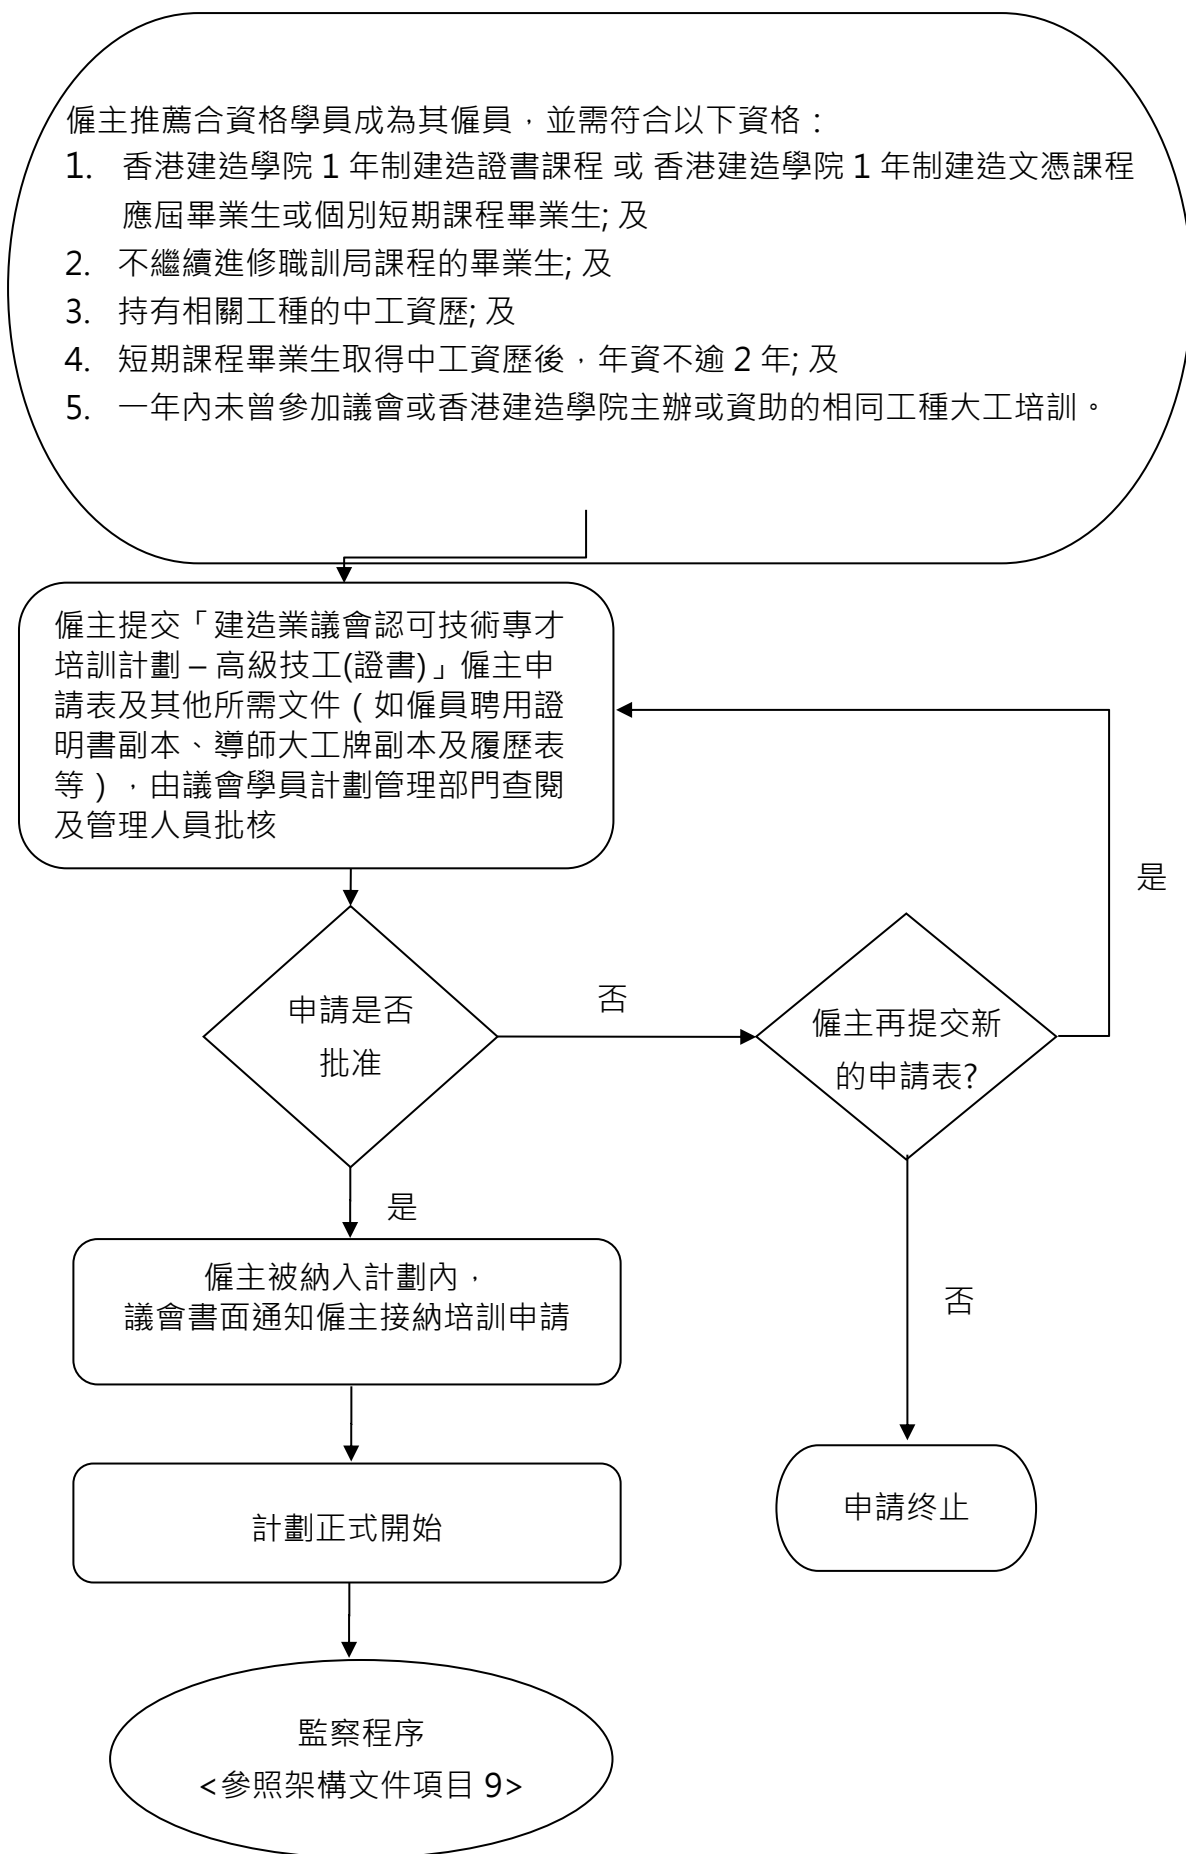 僱主推薦合資格學員成為其僱員，並需符合以下資格：
1. 香港建造學院 1 年制建造證書課程 或 香港建造學院 1 年制建造文憑課程
應屆畢業生或個別短期課程畢業生; 及
2. 不繼續進修職訓局課程的畢業生; 及
3. 持有相關工種的中工資歷; 及
4. 短期課程畢業生取得中工資歷後，年資不逾 2 年; 及
5. 一年內未曾參加議會或香港建造學院主辦或資助的相同工種大工培訓。
僱主提交「建造業議會認可技術專才
培訓計劃 – 高級技工(證書)」僱主申
請表及其他所需文件（如僱員聘用證
明書副本、導師大工牌副本及履歷表
等），由議會學員計劃管理部門查閱
及管理人員批核
是
申請是否
批准
否
僱主再提交新
的申請表?
是
僱主被納入計劃內，
議會書面通知僱主接納培訓申請
否
計劃正式開始
申請终止
監察程序
<參照架構文件項目 9>